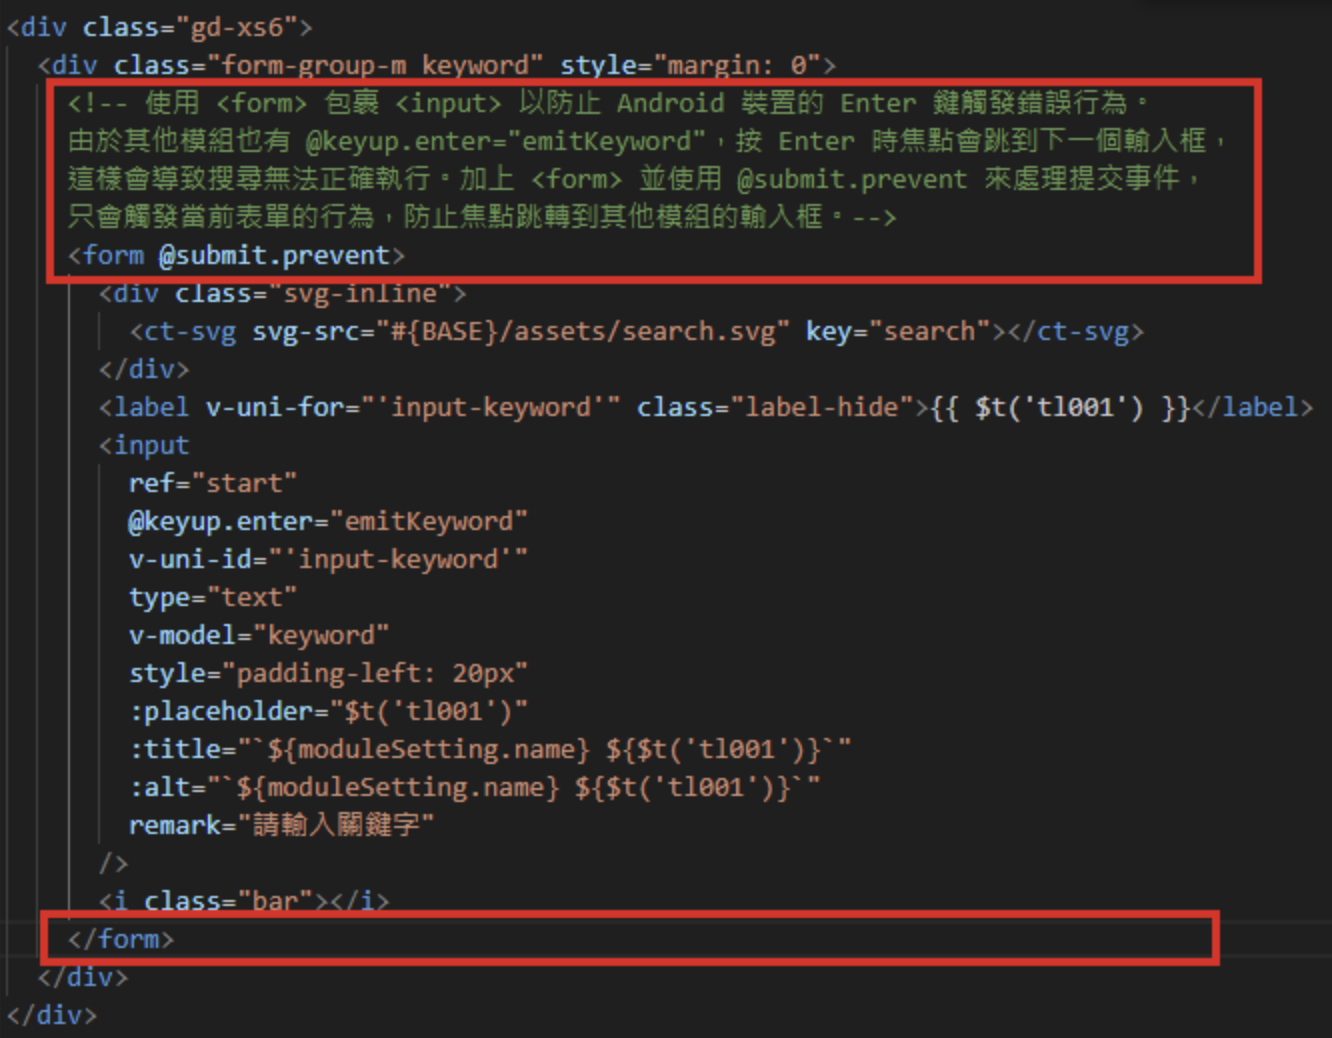 <div class="gd-xs6">
<div class="form-group-m keyword" style="margin: 0">
<!-- 使用 <form> 包裹 <input> 以防止 Android 裝置的 Enter 鍵觸發錯誤行為。
由於其他模組也有 @keyup.enter="emitKeyword"，按 Enter 時焦點會跳到下一個輸入框，
這樣會導致搜尋無法正確執行。加上 <form> 並使用 @submit.prevent 來處理提交事件，
只會觸發當前表單的行為，防止焦點跳轉到其他模組的輸入框。-->
<form @submit.prevent>
<div class="svg-inline">
<ct-svg svg-src="#{BASE}/assets/search.svg" key="search"></ct-svg>
</div>
<label v-uni-for="'input-keyword'" class="label-hide">{{ $t('tl001') }}</label>
<input
ref="start"
@keyup.enter="emitKeyword"
v-uni-id="'input-keyword'"
type="text"
v-model="keyword"
style="padding-left: 20px"
:placeholder="$t('tl001')"
:title="`${moduleSetting.name} ${$t('tl001')}`"
:alt="`${moduleSetting.name} ${$t('tl001')}`"
remark="請輸入關鍵字"
/>
<i class="bar"></i>
</form>
</div>
</div>